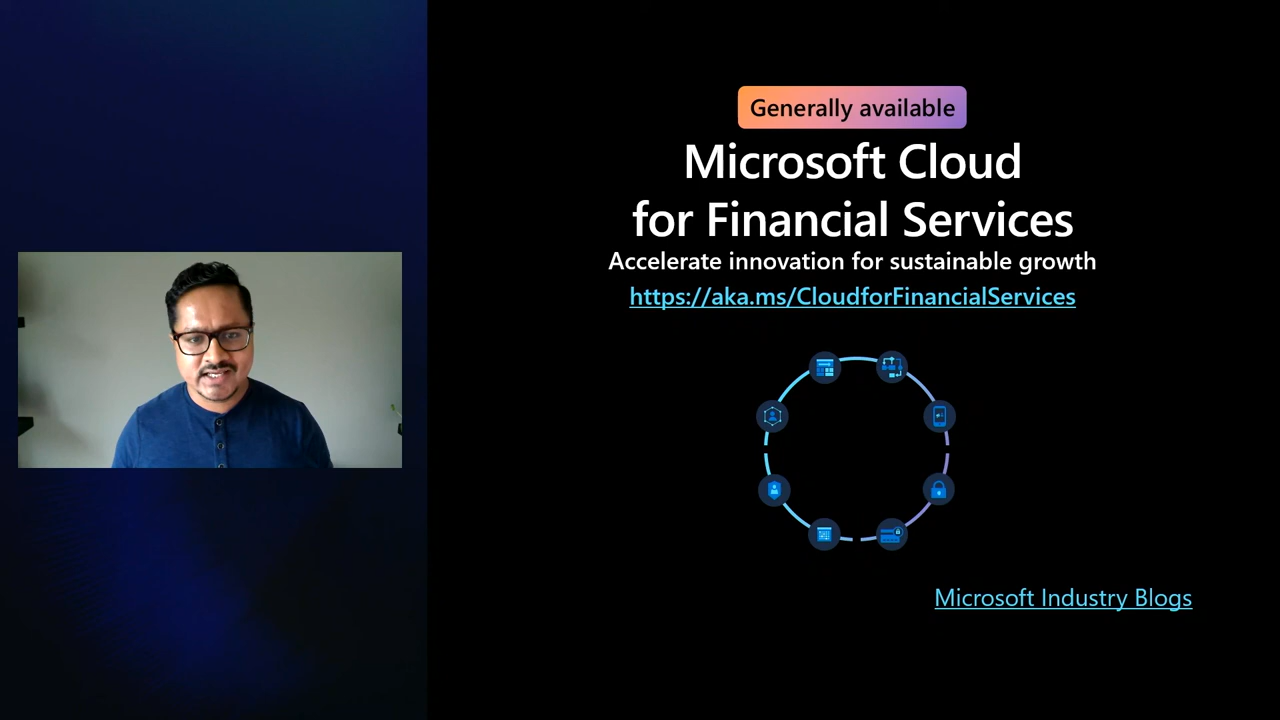 Generally available
Microsoft Cloud
for Financial Services
Accelerate innovation for sustainable growth
https://aka.ms/CloudforFinancialServices
Microsoft Industry Blogs